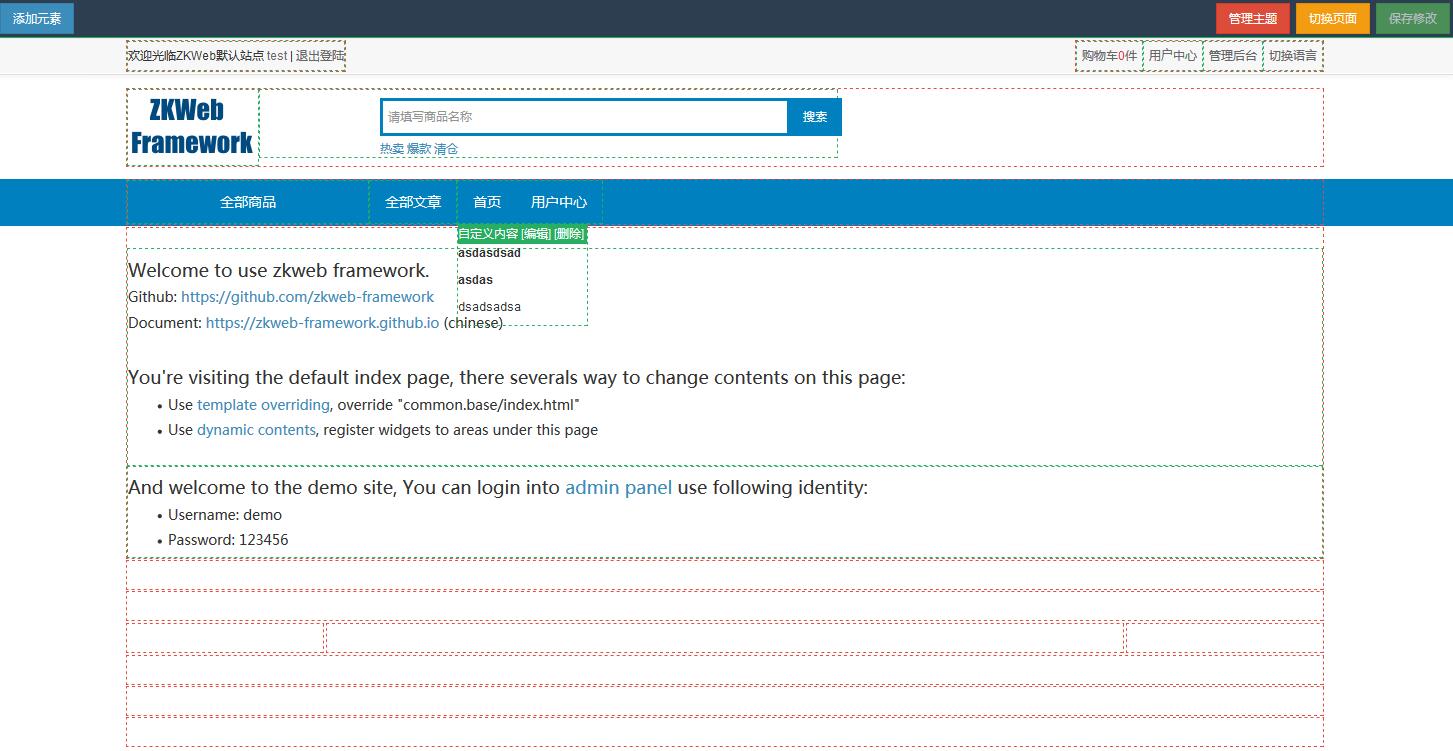 添加元素 管理主题 切换页面 保存修改
欢迎光临ZKWeb默认站点 test | 退出登陆 购物车0件 用户中心 管理后台 切换语言
ZKWeb
Framework
请填写商品名称 搜索
热卖 爆款 清仓
全部商品 全部文章 首页 用户中心
自定义内容 [编辑] [删除]
asdasdsad
asdas
dsadsadsa
Welcome to use zkweb framework.
Github: https://github.com/zkweb-framework
Document: https://zkweb-framework.github.io (chinese)
You're visiting the default index page, there severals way to change contents on this page:
• Use template overriding, override "common.base/index.html"
• Use dynamic contents, register widgets to areas under this page
And welcome to the demo site, You can login into admin panel use following identity:
• Username: demo
• Password: 123456